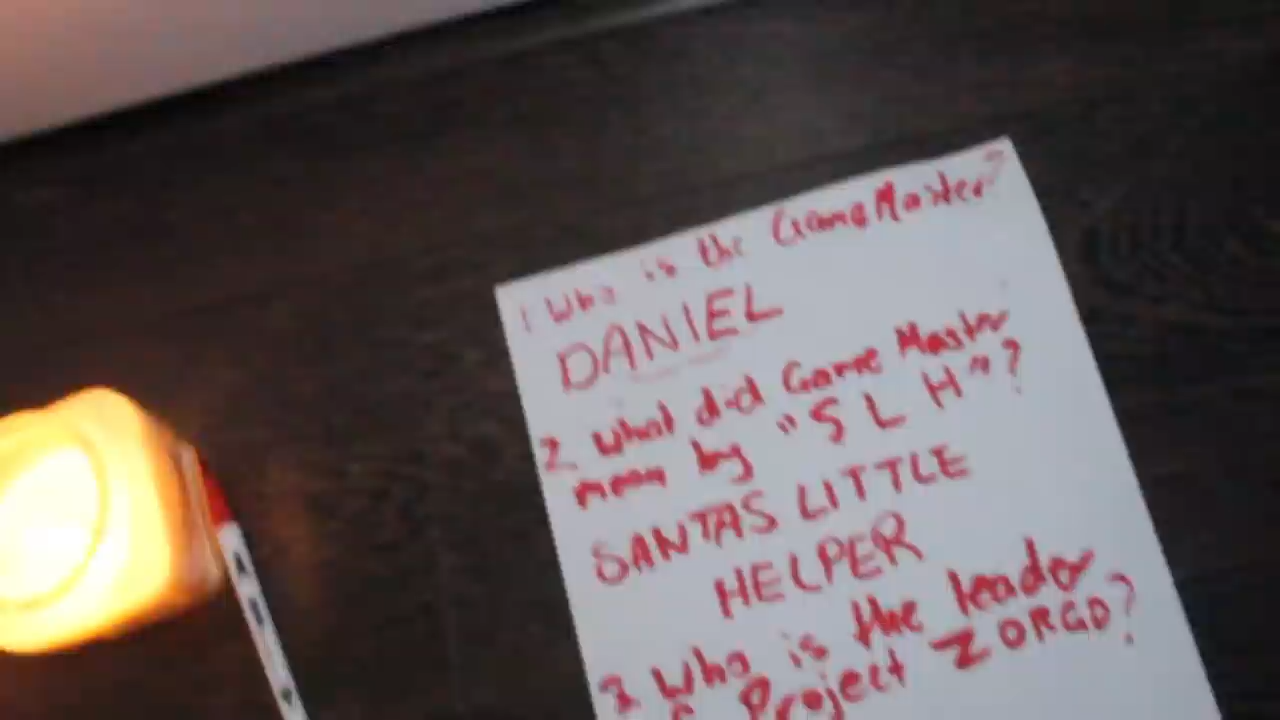 1 Who is the GameMaster?
DANIEL
2 What did Game Master
mean by "S L H"?
SANTAS LITTLE
HELPER
3 Who is the leader
Project ZORGO?